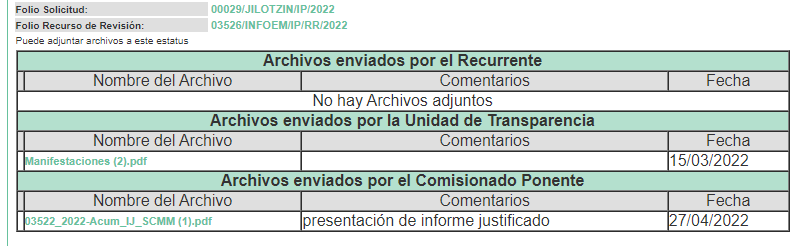 Folio Solicitud: 00029/JILOTZIN/IP/2022
Folio Recurso de Revisión: 03526/INFOEM/IP/RR/2022
Puede adjuntar archivos a este estatus
Archivos enviados por el Recurrente
Nombre del Archivo Comentarios Fecha
No hay Archivos adjuntos
Archivos enviados por la Unidad de Transparencia
Nombre del Archivo Comentarios Fecha
Manifestaciones (2).pdf 15/03/2022
Archivos enviados por el Comisionado Ponente
Nombre del Archivo Comentarios Fecha
03522_2022-Acum_IJ_SCMM (1).pdf presentación de informe justificado 27/04/2022